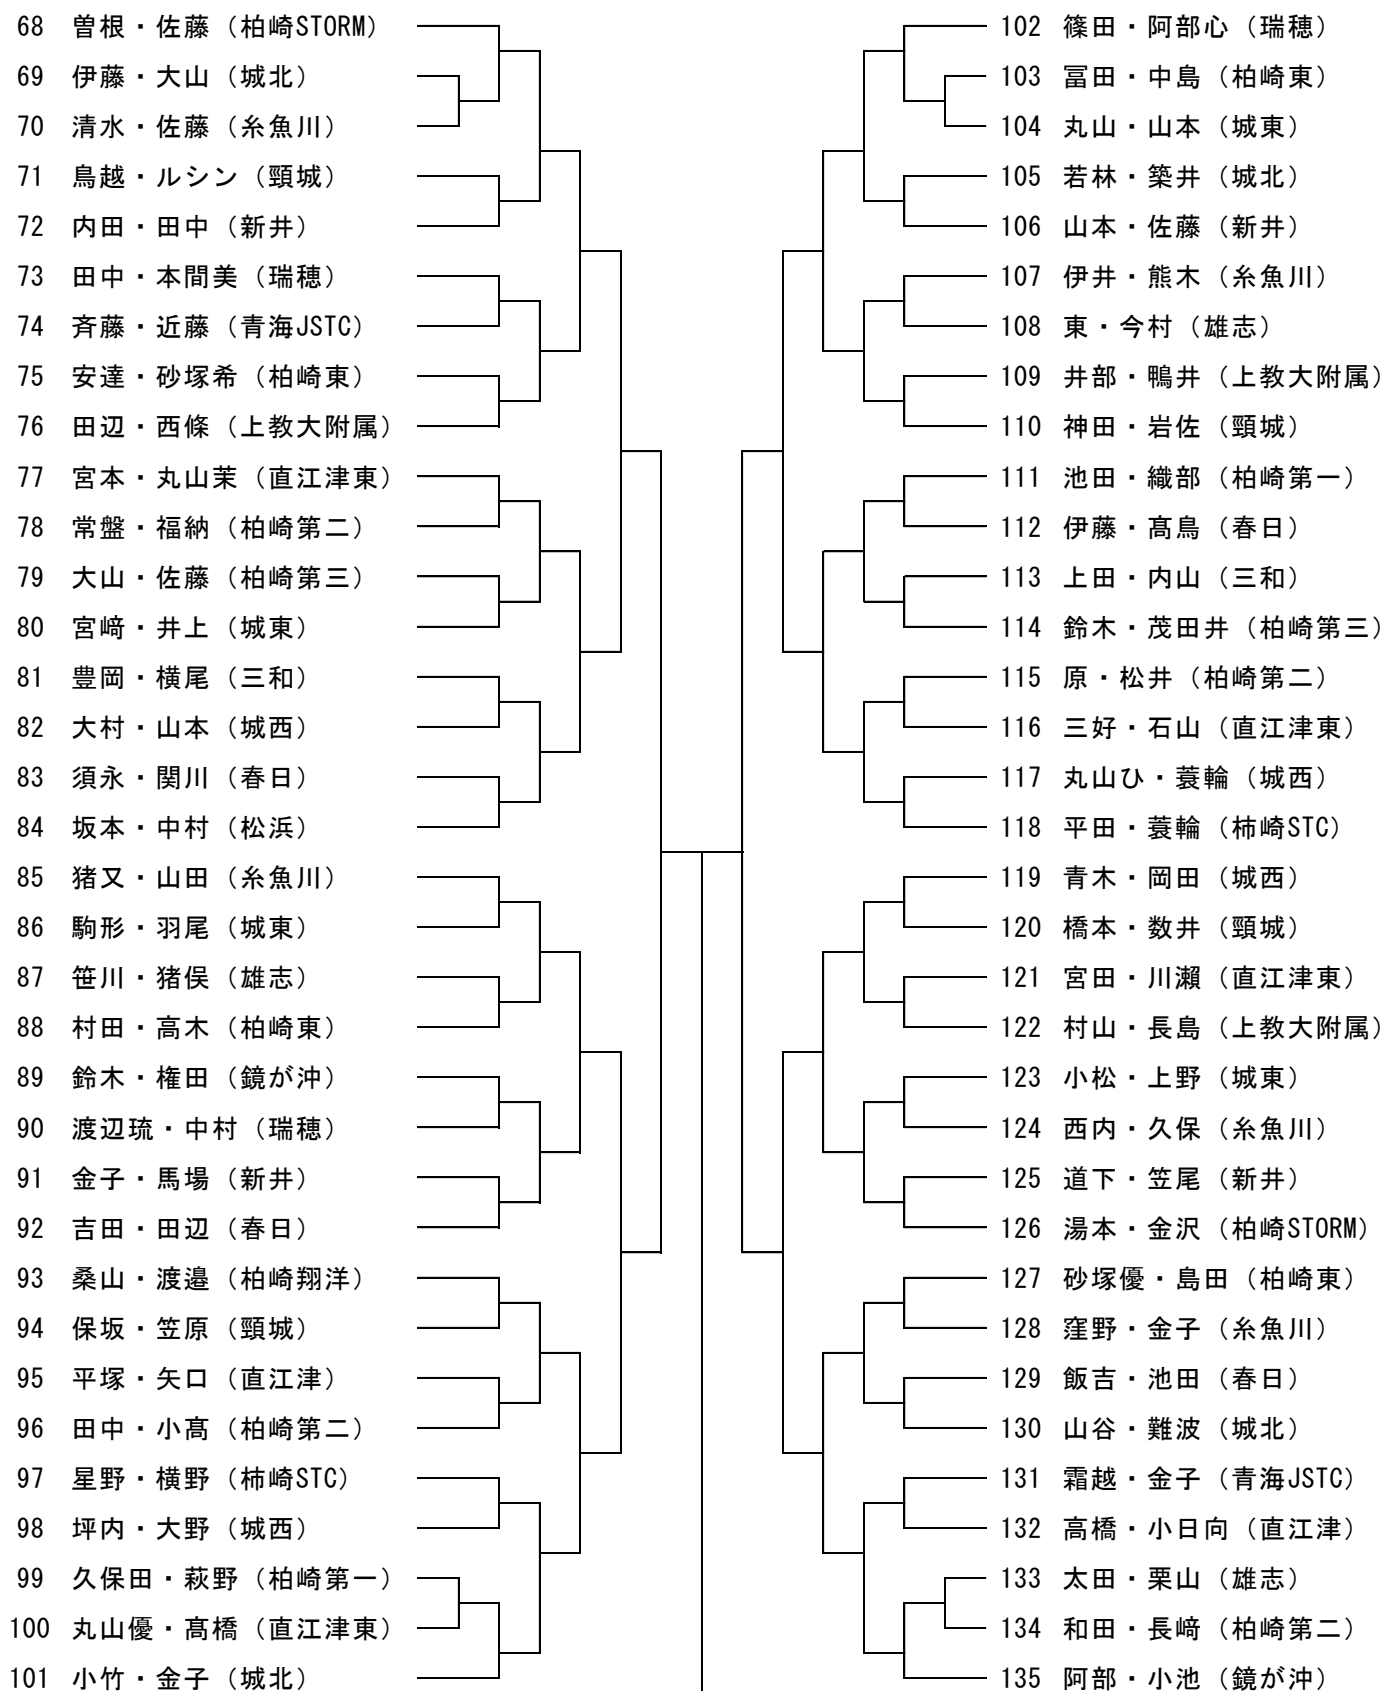 68 曽根・佐藤（柏崎STORM）
69 伊藤・大山（城北）
70 清水・佐藤（糸魚川）
71 鳥越・ルシン（頸城）
72 内田・田中（新井）
73 田中・本間美（瑞穂）
74 斉藤・近藤（青海JSTC）
75 安達・砂塚希（柏崎東）
76 田辺・西條（上教大附属）
77 宮本・丸山茉（直江津東）
78 常盤・福納（柏崎第二）
79 大山・佐藤（柏崎第三）
80 宮﨑・井上（城東）
81 豊岡・横尾（三和）
82 大村・山本（城西）
83 須永・関川（春日）
84 坂本・中村（松浜）
85 猪又・山田（糸魚川）
86 駒形・羽尾（城東）
87 笹川・猪俣（雄志）
88 村田・高木（柏崎東）
89 鈴木・権田（鏡が沖）
90 渡辺琉・中村（瑞穂）
91 金子・馬場（新井）
92 吉田・田辺（春日）
93 桑山・渡邉（柏崎翔洋）
94 保坂・笠原（頸城）
95 平塚・矢口（直江津）
96 田中・小髙（柏崎第二）
97 星野・横野（柿崎STC）
98 坪内・大野（城西）
99 久保田・萩野（柏崎第一）
100 丸山優・髙橋（直江津東）
101 小竹・金子（城北）
102 篠田・阿部心（瑞穂）
103 冨田・中島（柏崎東）
104 丸山・山本（城東）
105 若林・築井（城北）
106 山本・佐藤（新井）
107 伊井・熊木（糸魚川）
108 東・今村（雄志）
109 井部・鴨井（上教大附属）
110 神田・岩佐（頸城）
111 池田・織部（柏崎第一）
112 伊藤・髙鳥（春日）
113 上田・内山（三和）
114 鈴木・茂田井（柏崎第三）
115 原・松井（柏崎第二）
116 三好・石山（直江津東）
117 丸山ひ・蓑輪（城西）
118 平田・蓑輪（柿崎STC）
119 青木・岡田（城西）
120 橋本・数井（頸城）
121 宮田・川瀬（直江津東）
122 村山・長島（上教大附属）
123 小松・上野（城東）
124 西内・久保（糸魚川）
125 道下・笠尾（新井）
126 湯本・金沢（柏崎STORM）
127 砂塚優・島田（柏崎東）
128 窪野・金子（糸魚川）
129 飯吉・池田（春日）
130 山谷・難波（城北）
131 霜越・金子（青海JSTC）
132 高橋・小日向（直江津）
133 太田・栗山（雄志）
134 和田・長﨑（柏崎第二）
135 阿部・小池（鏡が沖）